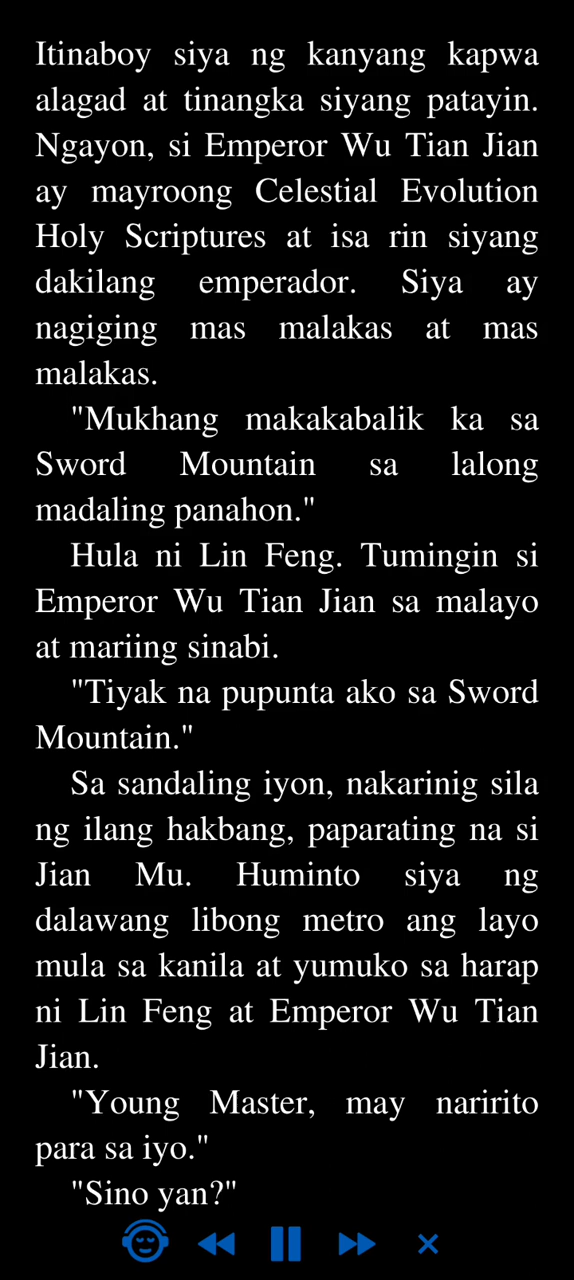 Itinaboy siya ng kanyang kapwa
alagad at tinangka siyang patayin.
Ngayon, si Emperor Wu Tian Jian
ay mayroong Celestial Evolution
Holy Scriptures at isa rin siyang
dakilang emperador. Siya ay
nagiging mas malakas at mas
malakas.
"Mukhang makakabalik ka sa
Sword Mountain sa lalong
madaling panahon."
Hula ni Lin Feng. Tumingin si
Emperor Wu Tian Jian sa malayo
at mariing sinabi.
"Tiyak na pupunta ako sa Sword
Mountain."
Sa sandaling iyon, nakarinig sila
ng ilang hakbang, paparating na si
Jian Mu. Huminto siya ng
dalawang libong metro ang layo
mula sa kanila at yumuko sa harap
ni Lin Feng at Emperor Wu Tian
Jian.
"Young Master, may naririto
para sa iyo."
"Sino yan?"